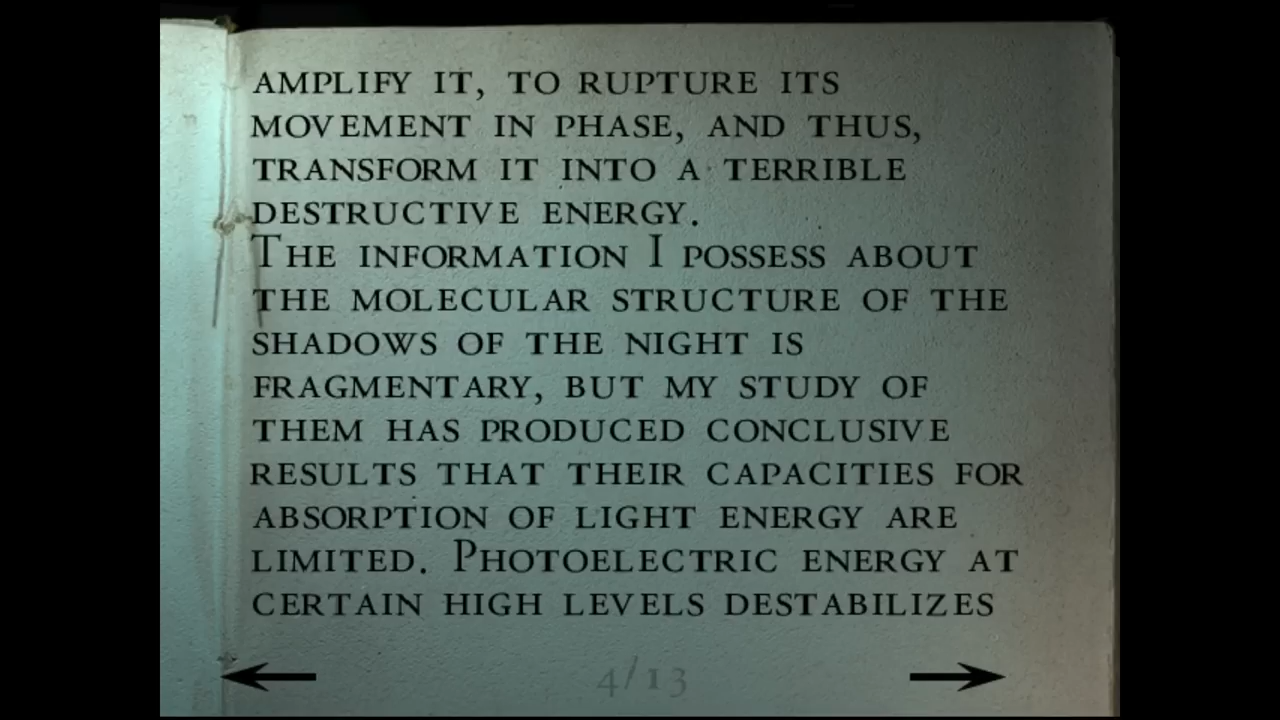 AMPLIFY IT, TO RUPTURE ITS
MOVEMENT IN PHASE, AND THUS,
TRANSFORM IT INTO A TERRIBLE
DESTRUCTIVE ENERGY.
THE INFORMATION I POSSESS ABOUT
THE MOLECULAR STRUCTURE OF THE
SHADOWS OF THE NIGHT IS
FRAGMENTARY, BUT MY STUDY OF
THEM HAS PRODUCED CONCLUSIVE
RESULTS THAT THEIR CAPACITIES FOR
ABSORPTION OF LIGHT ENERGY ARE
LIMITED. PHOTOELECTRIC ENERGY AT
CERTAIN HIGH LEVELS DESTABILIZES
4/13